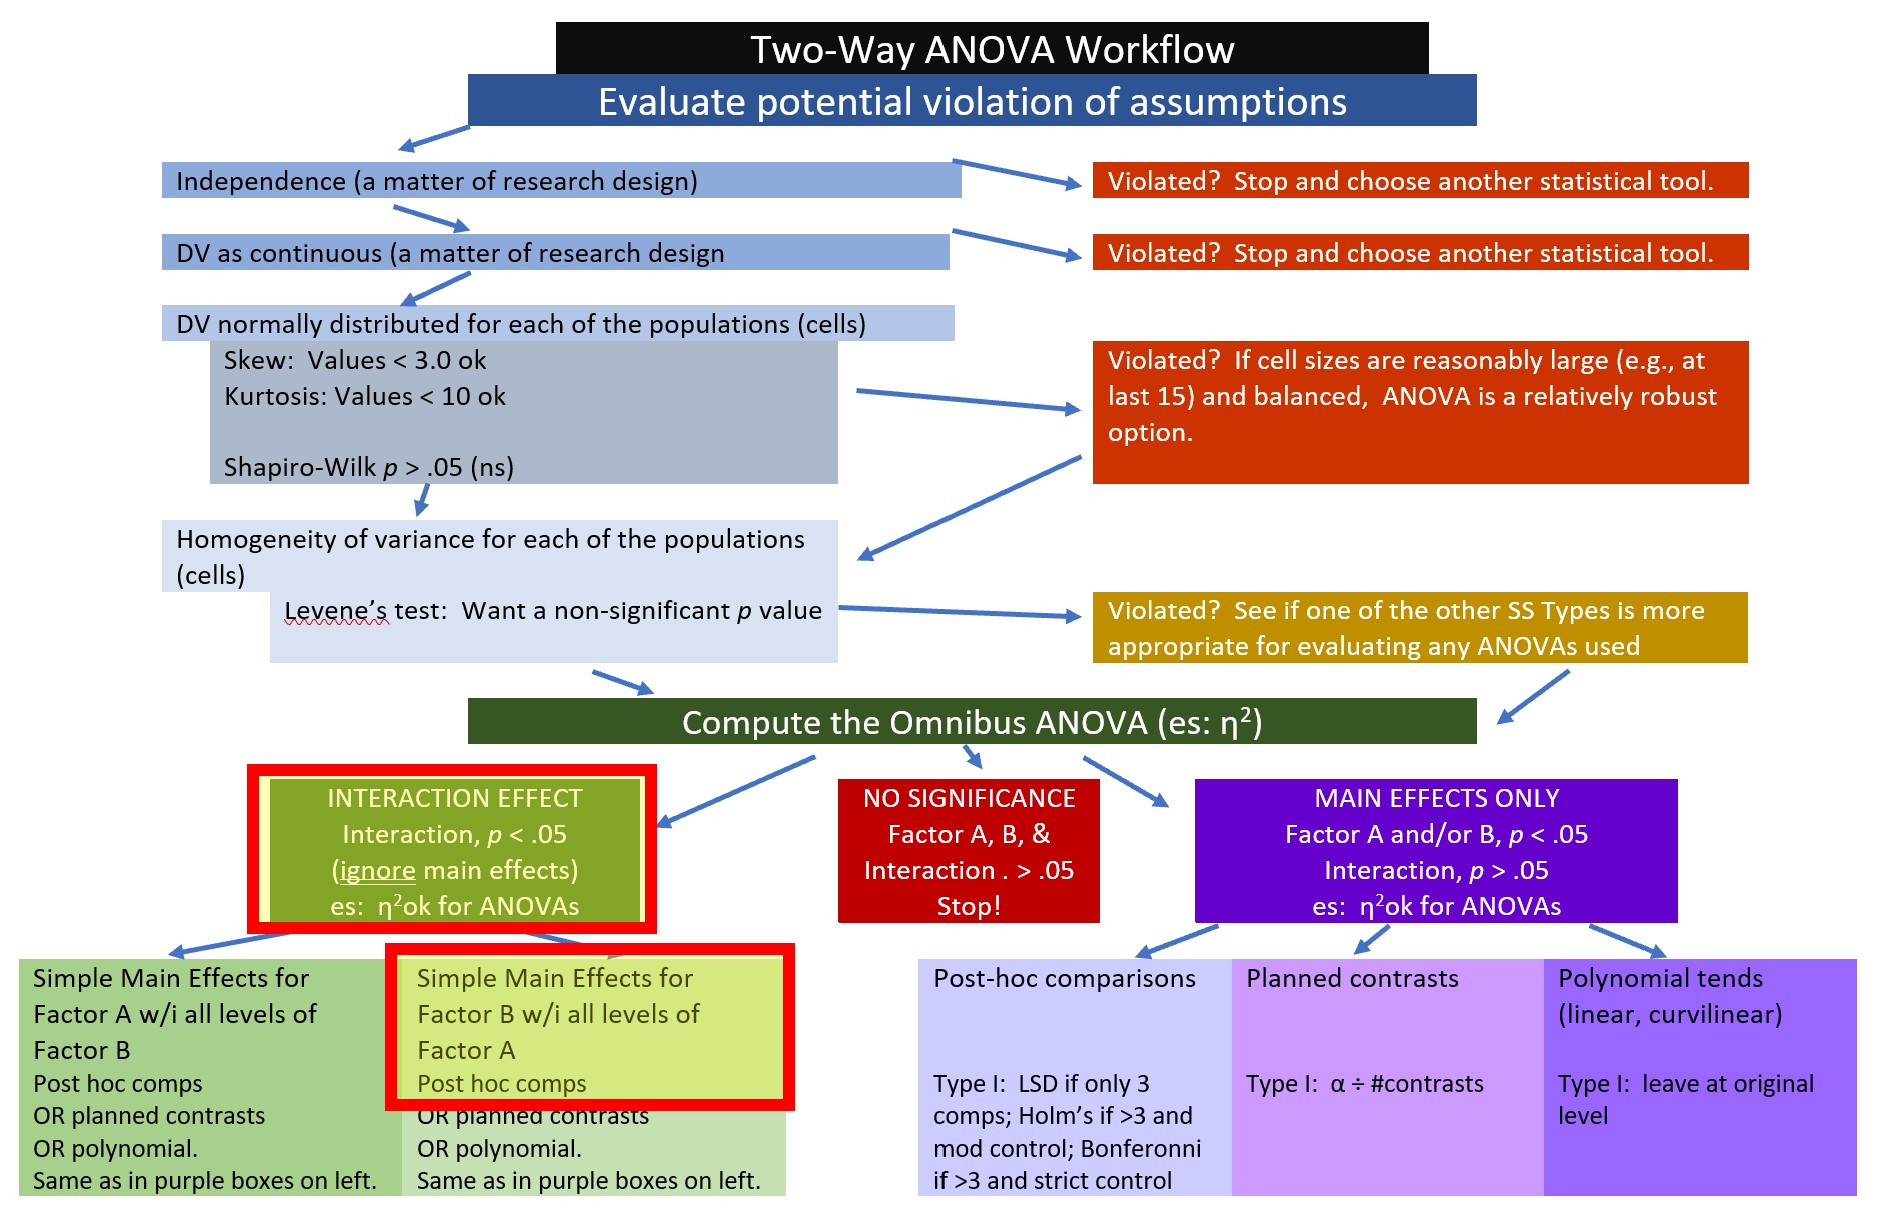 Two-Way ANOVA Workflow
Evaluate potential violation of assumptions
Independence (a matter of research design)
Violated?  Stop and choose another statistical tool.
DV as continuous (a matter of research design
Violated?  Stop and choose another statistical tool.
DV normally distributed for each of the populations (cells)
Skew:  Values < 3.0 ok
Kurtosis: Values < 10 ok
Shapiro-Wilk p > .05 (ns)
Violated?  If cell sizes are reasonably large (e.g., at
last 15) and balanced,  ANOVA is a relatively robust
option.
Homogeneity of variance for each of the populations
(cells)
Levene’s test:  Want a non-significant p value
Violated?  See if one of the other SS Types is more
appropriate for evaluating any ANOVAs used
Compute the Omnibus ANOVA (es: η²)
INTERACTION EFFECT
Interaction, p < .05
(ignore main effects)
es:  η²ok for ANOVAs
NO SIGNIFICANCE
Factor A, B, &
Interaction . > .05
Stop!
MAIN EFFECTS ONLY
Factor A and/or B, p < .05
Interaction, p > .05
es:  η²ok for ANOVAs
Simple Main Effects for
Factor A w/i all levels of
Factor B
Post hoc comps
OR planned contrasts
OR polynomial.
Same as in purple boxes on left.
Simple Main Effects for
Factor B w/i all levels of
Factor A
Post hoc comps
OR planned contrasts
OR polynomial.
Same as in purple boxes on left.
Post-hoc comparisons
Type I:  LSD if only 3
comps; Holm’s if >3 and
mod control; Bonferonni
if >3 and strict control
Planned contrasts
Type I:  α ÷ #contrasts
Polynomial tends
(linear, curvilinear)
Type I:  leave at original
level